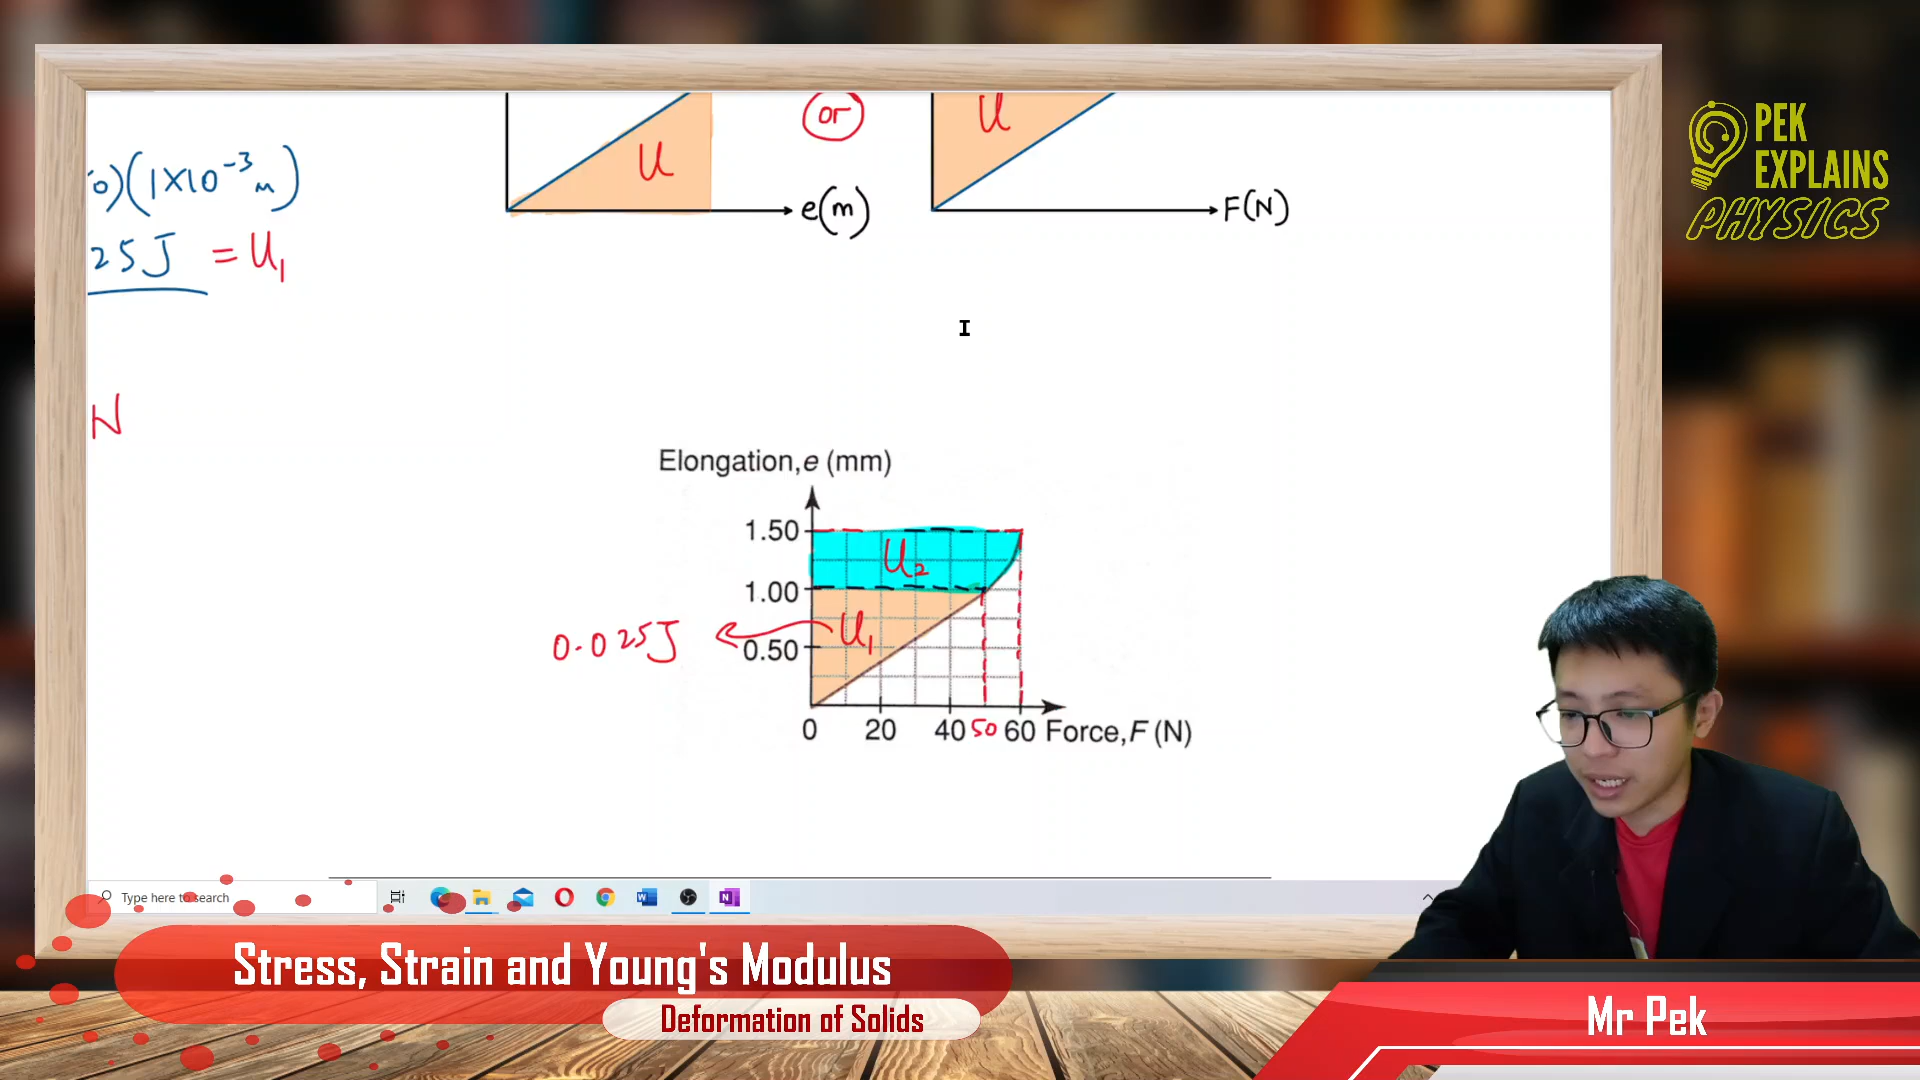 U
or
U
)(1×10⁻³ m)
e(m)
F(N)
25 J = U₁
N
Elongation, e (mm)
1.50
U₂
1.00
U₁
0.025J
0.50
0 20 40 50 60 Force, F (N)
PEK
EXPLAINS
PHYSICS
Type here to search
Stress, Strain and Young's Modulus
Deformation of Solids
Mr Pek